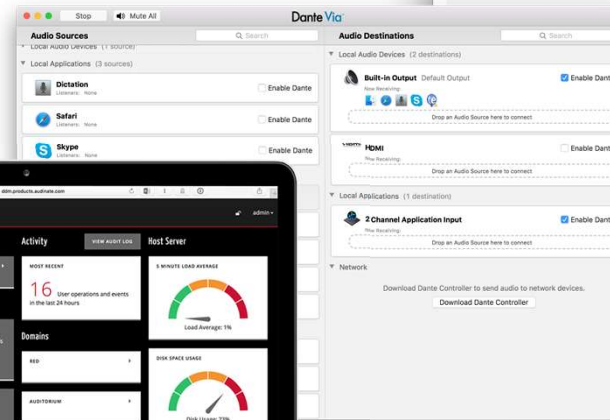 Stop
Mute All
Dante Via
Audio Sources
Search
Local Audio Devices (1 source)
Local Applications (3 sources)
Dictation
Listeners: None
Enable Dante
Safari
Listeners: None
Enable Dante
Skype
Listeners: None
Enable Dante
Audio Destinations
Search
Local Audio Devices (2 destinations)
Built-in Output Default Output
Enable Dant
Now Receiving:
Drop an Audio Source here to connect
HDMI
HDMI
Enable Dant
Now Receiving:
Drop an Audio Source here to connect
Local Applications (1 destination)
2 Channel Application Input
Enable Dant
Now Receiving:
Drop an Audio Source here to connect
Network
Download Dante Controller to send audio to network devices.
Download Dante Controller
ddm.products.audinate.com
admin
Activity
VIEW AUDIT LOG
MOST RECENT
16 User operations and events
in the last 24 hours
Domains
RED
AUDITORIUM
Host Server
5 MINUTE LOAD AVERAGE
Load Average: 1%
DISK SPACE USAGE
Disk Usage: 73%